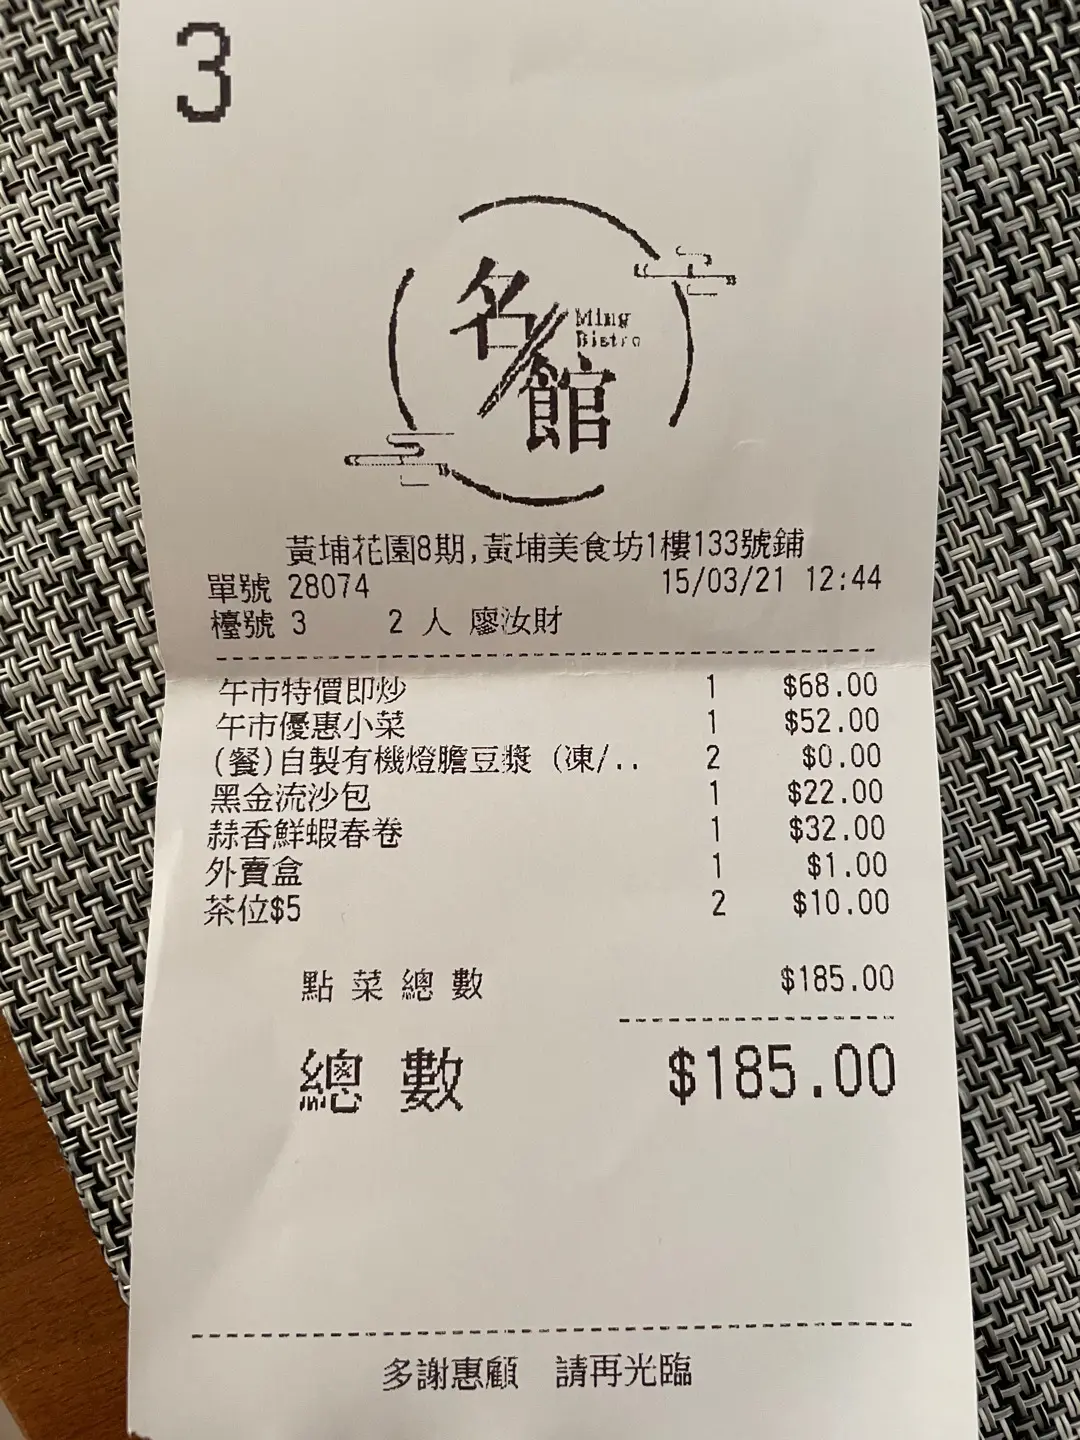 3
名館
Ming
Bistro
黃埔花園8期,黃埔美食坊1樓133號鋪
單號 28074 15/03/21 12:44
檯號 3 2 人 廖汝財
午市特價即炒 1 $68.00
午市優惠小菜 1 $52.00
(餐)自製有機燈膽豆漿 (凍/.. 2 $0.00
黑金流沙包 1 $22.00
蒜香鮮蝦春卷 1 $32.00
外賣盒 1 $1.00
茶位$5 2 $10.00
點菜總數 $185.00
總數 $185.00
多謝惠顧 請再光臨